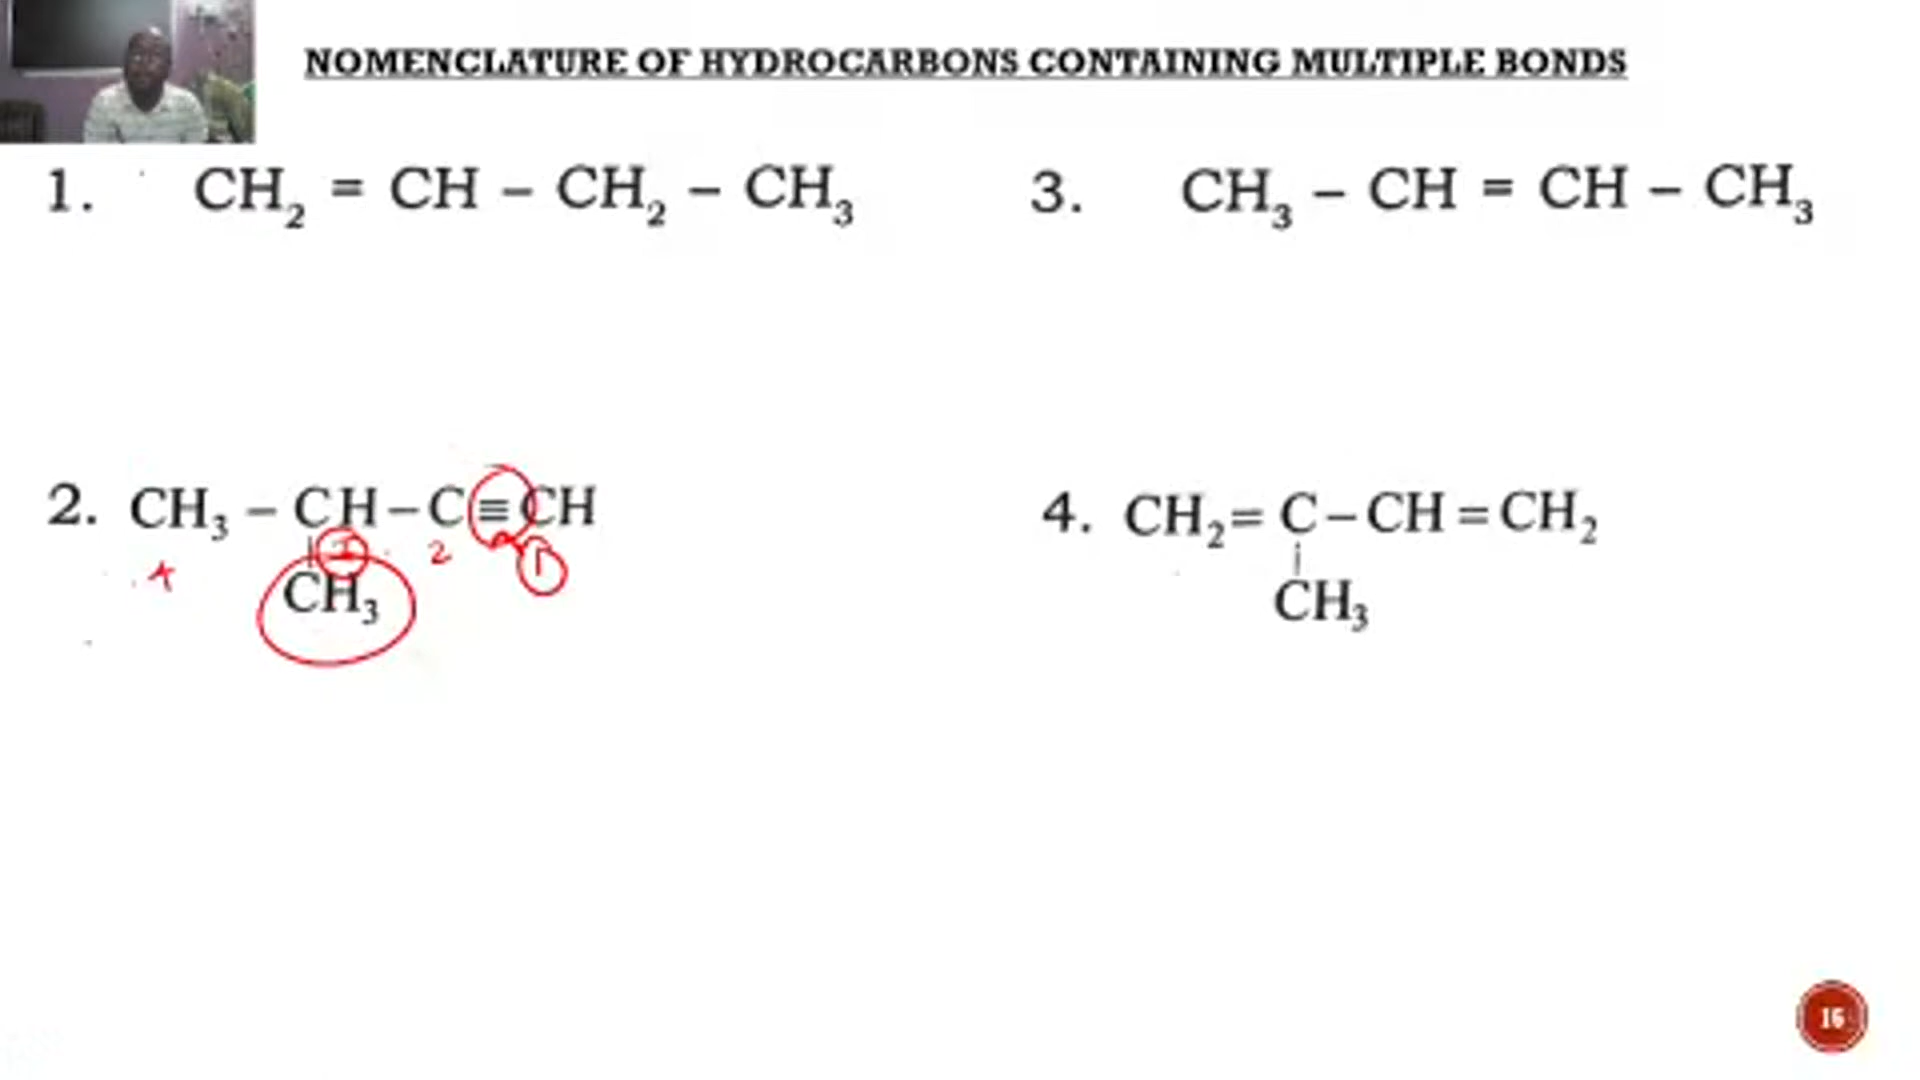 NOMENCLATURE OF HYDROCARBONS CONTAINING MULTIPLE BONDS
1. CH₂ = CH – CH₂ – CH₃
3. CH₃ – CH = CH – CH₃
2. CH₃ – CH – C ≡ CH
2 1
CH₃
4. CH₂ = C – CH = CH₂
CH₃
16